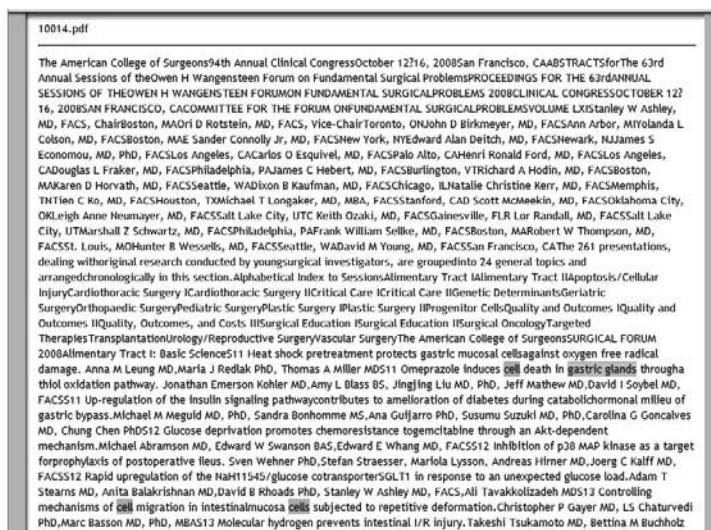 10014.pdf
The American College of Surgeons94th Annual Clinical CongressOctober 12?16, 2008San Francisco, CAABSTRACTSforThe 63rd
Annual Sessions of theOwen H Wangensteen Forum on Fundamental Surgical ProblemsPROCEEDINGS FOR THE 63rdANNUAL
SESSIONS OF THEOWEN H WANGENSTEEN FORUMON FUNDAMENTAL SURGICALPROBLEMS 2008CLINICAL CONGRESSOCTOBER 12?
16, 2008SAN FRANCISCO, CACOMMITTEE FOR THE FORUM ONFUNDAMENTAL SURGICALPROBLEMSVOLUME LXIStanley W Ashley,
MD, FACS, ChairBoston, MAOri D Rotstein, MD, FACS, Vice-ChairToronto, ONJohn D Birkmeyer, MD, FACSAnn Arbor, MIYolanda L
Colson, MD, FACSBoston, MAE Sander Connolly Jr, MD, FACSNew York, NYEdward Alan Deitch, MD, FACSNewark, NJJames S
Economou, MD, PhD, FACSLos Angeles, CACarlos O Esquivel, MD, FACSPalo Alto, CAHenri Ronald Ford, MD, FACSLos Angeles,
CADouglas L Fraker, MD, FACSPhiladelphia, PAJames C Hebert, MD, FACSBurlington, VTRichard A Hodin, MD, FACSBoston,
MAKaren D Horvath, MD, FACSSeattle, WADixon B Kaufman, MD, FACSChicago, ILNatalie Christine Kerr, MD, FACSMemphis,
TNTien C Ko, MD, FACSHouston, TXMichael T Longaker, MD, MBA, FACSStanford, CAD Scott McMeekin, MD, FACSOklahoma City,
OKLeigh Anne Neumayer, MD, FACSSalt Lake City, UTC Keith Ozaki, MD, FACSGainesville, FLR Lor Randall, MD, FACSSalt Lake
City, UTMarshall Z Schwartz, MD, FACSPhiladelphia, PAFrank William Sellke, MD, FACSBoston, MARobert W Thompson, MD,
FACSSt. Louis, MOHunter B Wessells, MD, FACSSeattle, WADavid M Young, MD, FACSSan Francisco, CAThe 261 presentations,
dealing withoriginal research conducted by youngsurgical investigators, are groupedinto 24 general topics and
arrangedchronologically in this section.Alphabetical Index to SessionsAlimentary Tract IAlimentary Tract IIApoptosis/Cellular
InjuryCardiothoracic Surgery ICardiothoracic Surgery IICritical Care ICritical Care IIGenetic DeterminantsGeriatric
SurgeryOrthopaedic SurgeryPediatric SurgeryPlastic Surgery IPlastic Surgery IIProgenitor CellsQuality and Outcomes IQuality and
Outcomes IIQuality, Outcomes, and Costs IIISurgical Education ISurgical Education IISurgical OncologyTargeted
TherapiesTransplantationUrology/Reproductive SurgeryVascular SurgeryThe American College of SurgeonsSURGICAL FORUM
2008Alimentary Tract I: Basic ScienceS11 Heat shock pretreatment protects gastric mucosal cellsagainst oxygen free radical
damage. Anna M Leung MD,Maria J Redlak PhD, Thomas A Miller MDS11 Omeprazole induces cell death in gastric glands througha
thiol oxidation pathway. Jonathan Emerson Kohler MD,Amy L Blass BS, Jingjing Liu MD, PhD, Jeff Mathew MD,David I Soybel MD,
FACSS11 Up-regulation of the insulin signaling pathwaycontributes to amelioration of diabetes during catabolichormonal milieu of
gastric bypass.Michael M Meguid MD, PhD, Sandra Bonhomme MS,Ana Guijarro PhD, Susumu Suzuki MD, PhD,Carolina G Goncalves
MD, Chung Chen PhDS12 Glucose deprivation promotes chemoresistance togemcitabine through an Akt-dependent
mechanism.Michael Abramson MD, Edward W Swanson BAS,Edward E Whang MD, FACSS12 Inhibition of p38 MAP kinase as a target
forprophylaxis of postoperative ileus. Sven Wehner PhD,Stefan Straesser, Mariola Lysson, Andreas Hirner MD,Joerg C Kalff MD,
FACSS12 Rapid upregulation of the NaH11545/glucose cotransporterSGLT1 in response to an unexpected glucose load.Adam T
Stearns MD, Anita Balakrishnan MD,David B Rhoads PhD, Stanley W Ashley MD, FACS,Ali Tavakkolizadeh MDS13 Controlling
mechanisms of cell migration in intestinalmucosa cells subjected to repetitive deformation.Christopher P Gayer MD, LS Chaturvedi
PhD,Marc Basson MD, PhD, MBAS13 Molecular hydrogen prevents intestinal I/R injury.Takeshi Tsukamoto MD, Bettina M Buchholz